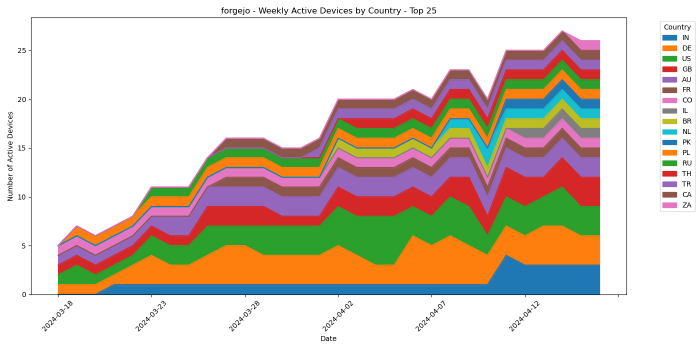 forgejo - Weekly Active Devices by Country - Top 25
Number of Active Devices
25
20
15
10
5
0
2024-03-18
2024-03-23
2024-03-28
2024-04-02
2024-04-07
2024-04-12
Date
Country
IN
DE
US
GB
AU
FR
CO
IL
BR
NL
PK
PL
RU
TH
TR
CA
ZA